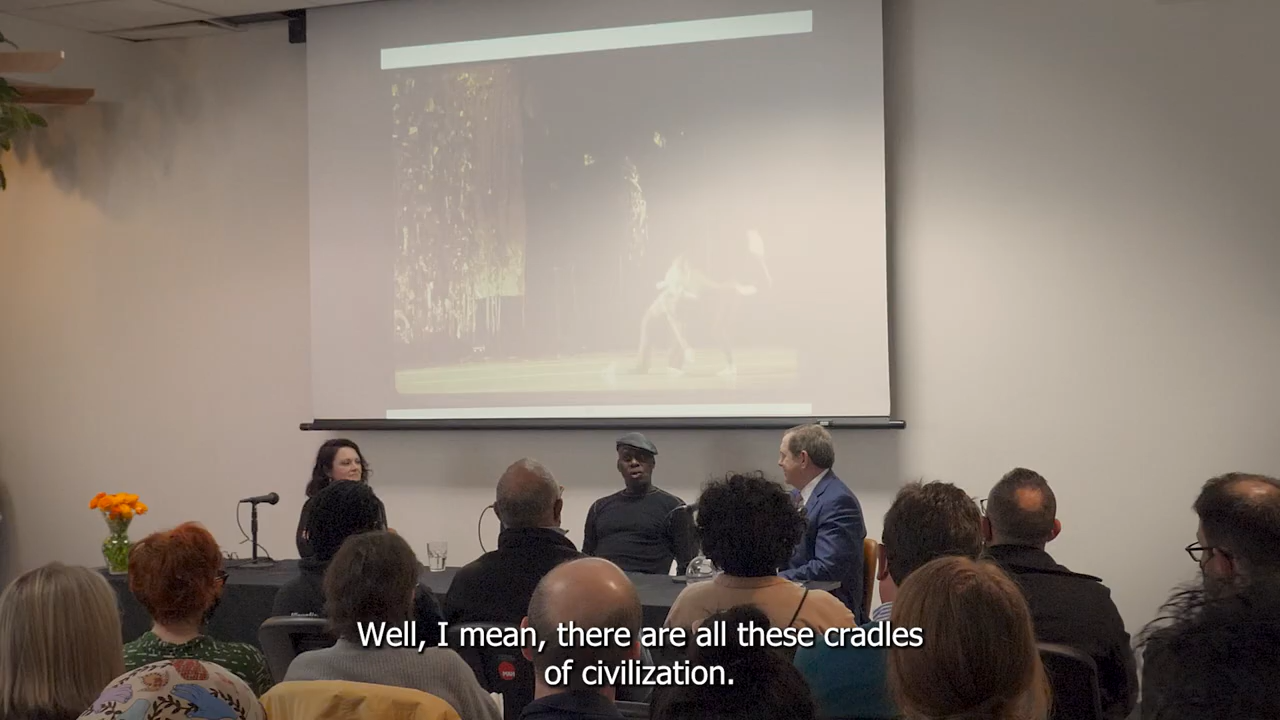 Well, I mean, there are all these cradles
of civilization.